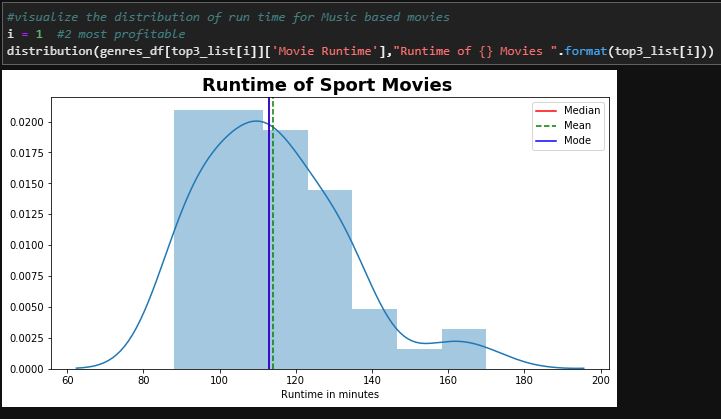 #visualize the distribution of run time for Music based movies
i = 1  #2 most profitable
distribution(genres_df[top3_list[i]]['Movie Runtime'],"Runtime of {} Movies ".format(top3_list[i]))
Runtime of Sport Movies
Median
Mean
Mode
0.0200
0.0175
0.0150
0.0125
0.0100
0.0075
0.0050
0.0025
0.0000
60 80 100 120 140 160 180 200
Runtime in minutes